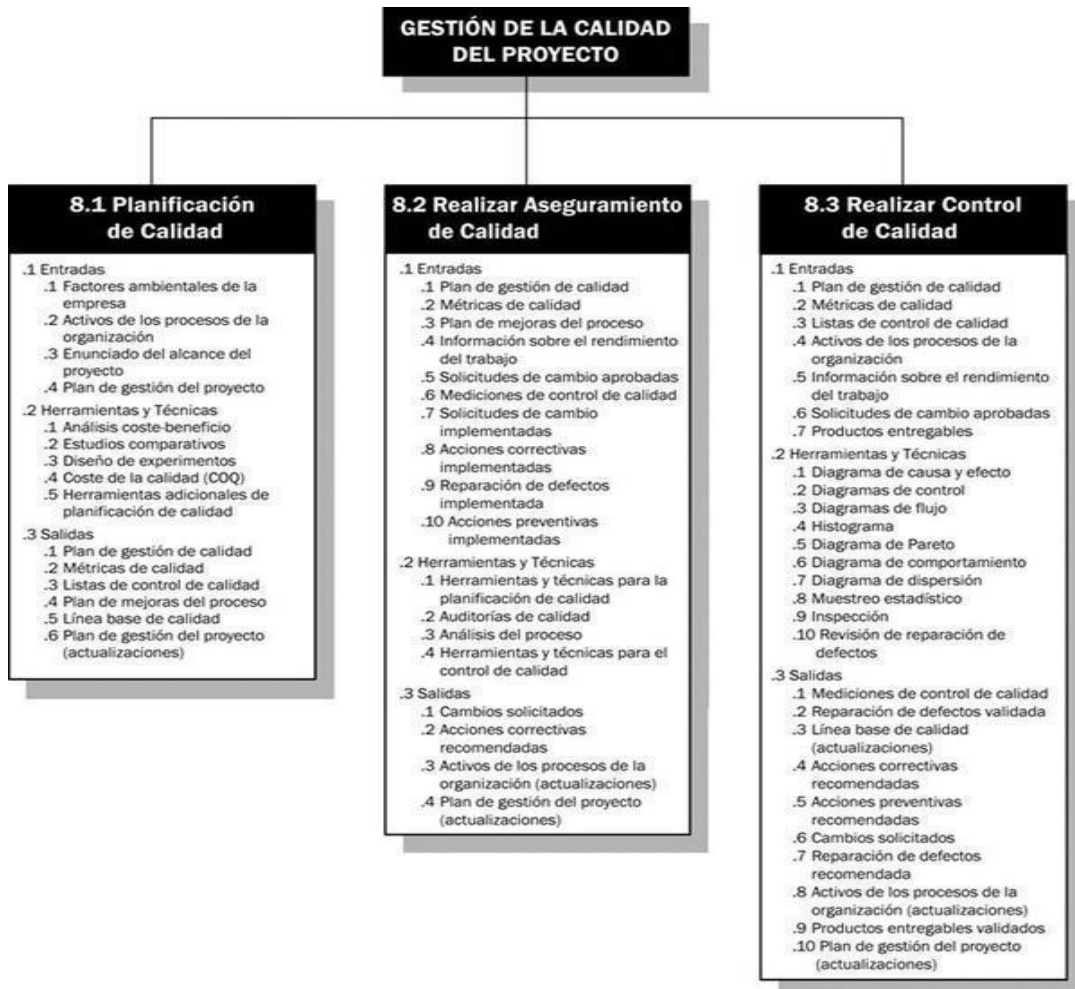 GESTIÓN DE LA CALIDAD
DEL PROYECTO
8.1 Planificación
de Calidad
.1 Entradas
.1 Factores ambientales de la
empresa
.2 Activos de los procesos de la
organización
.3 Enunciado del alcance del
proyecto
.4 Plan de gestión del proyecto
.2 Herramientas y Técnicas
.1 Análisis coste-beneficio
.2 Estudios comparativos
.3 Diseño de experimentos
.4 Coste de la calidad (COQ)
.5 Herramientas adicionales de
planificación de calidad
.3 Salidas
.1 Plan de gestión de calidad
.2 Métricas de calidad
.3 Listas de control de calidad
.4 Plan de mejoras del proceso
.5 Línea base de calidad
.6 Plan de gestión del proyecto
(actualizaciones)
8.2 Realizar Aseguramiento
de Calidad
.1 Entradas
.1 Plan de gestión de calidad
.2 Métricas de calidad
.3 Plan de mejoras del proceso
.4 Información sobre el rendimiento
del trabajo
.5 Solicitudes de cambio aprobadas
.6 Mediciones de control de calidad
.7 Solicitudes de cambio
implementadas
.8 Acciones correctivas
implementadas
.9 Reparación de defectos
implementada
.10 Acciones preventivas
implementadas
.2 Herramientas y Técnicas
.1 Herramientas y técnicas para la
planificación de calidad
.2 Auditorías de calidad
.3 Análisis del proceso
.4 Herramientas y técnicas para el
control de calidad
.3 Salidas
.1 Cambios solicitados
.2 Acciones correctivas
recomendadas
.3 Activos de los procesos de la
organización (actualizaciones)
.4 Plan de gestión del proyecto
(actualizaciones)
8.3 Realizar Control
de Calidad
.1 Entradas
.1 Plan de gestión de calidad
.2 Métricas de calidad
.3 Listas de control de calidad
.4 Activos de los procesos de la
organización
.5 Información sobre el rendimiento
del trabajo
.6 Solicitudes de cambio aprobadas
.7 Productos entregables
.2 Herramientas y Técnicas
.1 Diagrama de causa y efecto
.2 Diagramas de control
.3 Diagramas de flujo
.4 Histograma
.5 Diagrama de Pareto
.6 Diagrama de comportamiento
.7 Diagrama de dispersión
.8 Muestreo estadístico
.9 Inspección
.10 Revisión de reparación de
defectos
.3 Salidas
.1 Mediciones de control de calidad
.2 Reparación de defectos validada
.3 Línea base de calidad
(actualizaciones)
.4 Acciones correctivas
recomendadas
.5 Acciones preventivas
recomendadas
.6 Cambios solicitados
.7 Reparación de defectos
recomendada
.8 Activos de los procesos de la
organización (actualizaciones)
.9 Productos entregables validados
.10 Plan de gestión del proyecto
(actualizaciones)